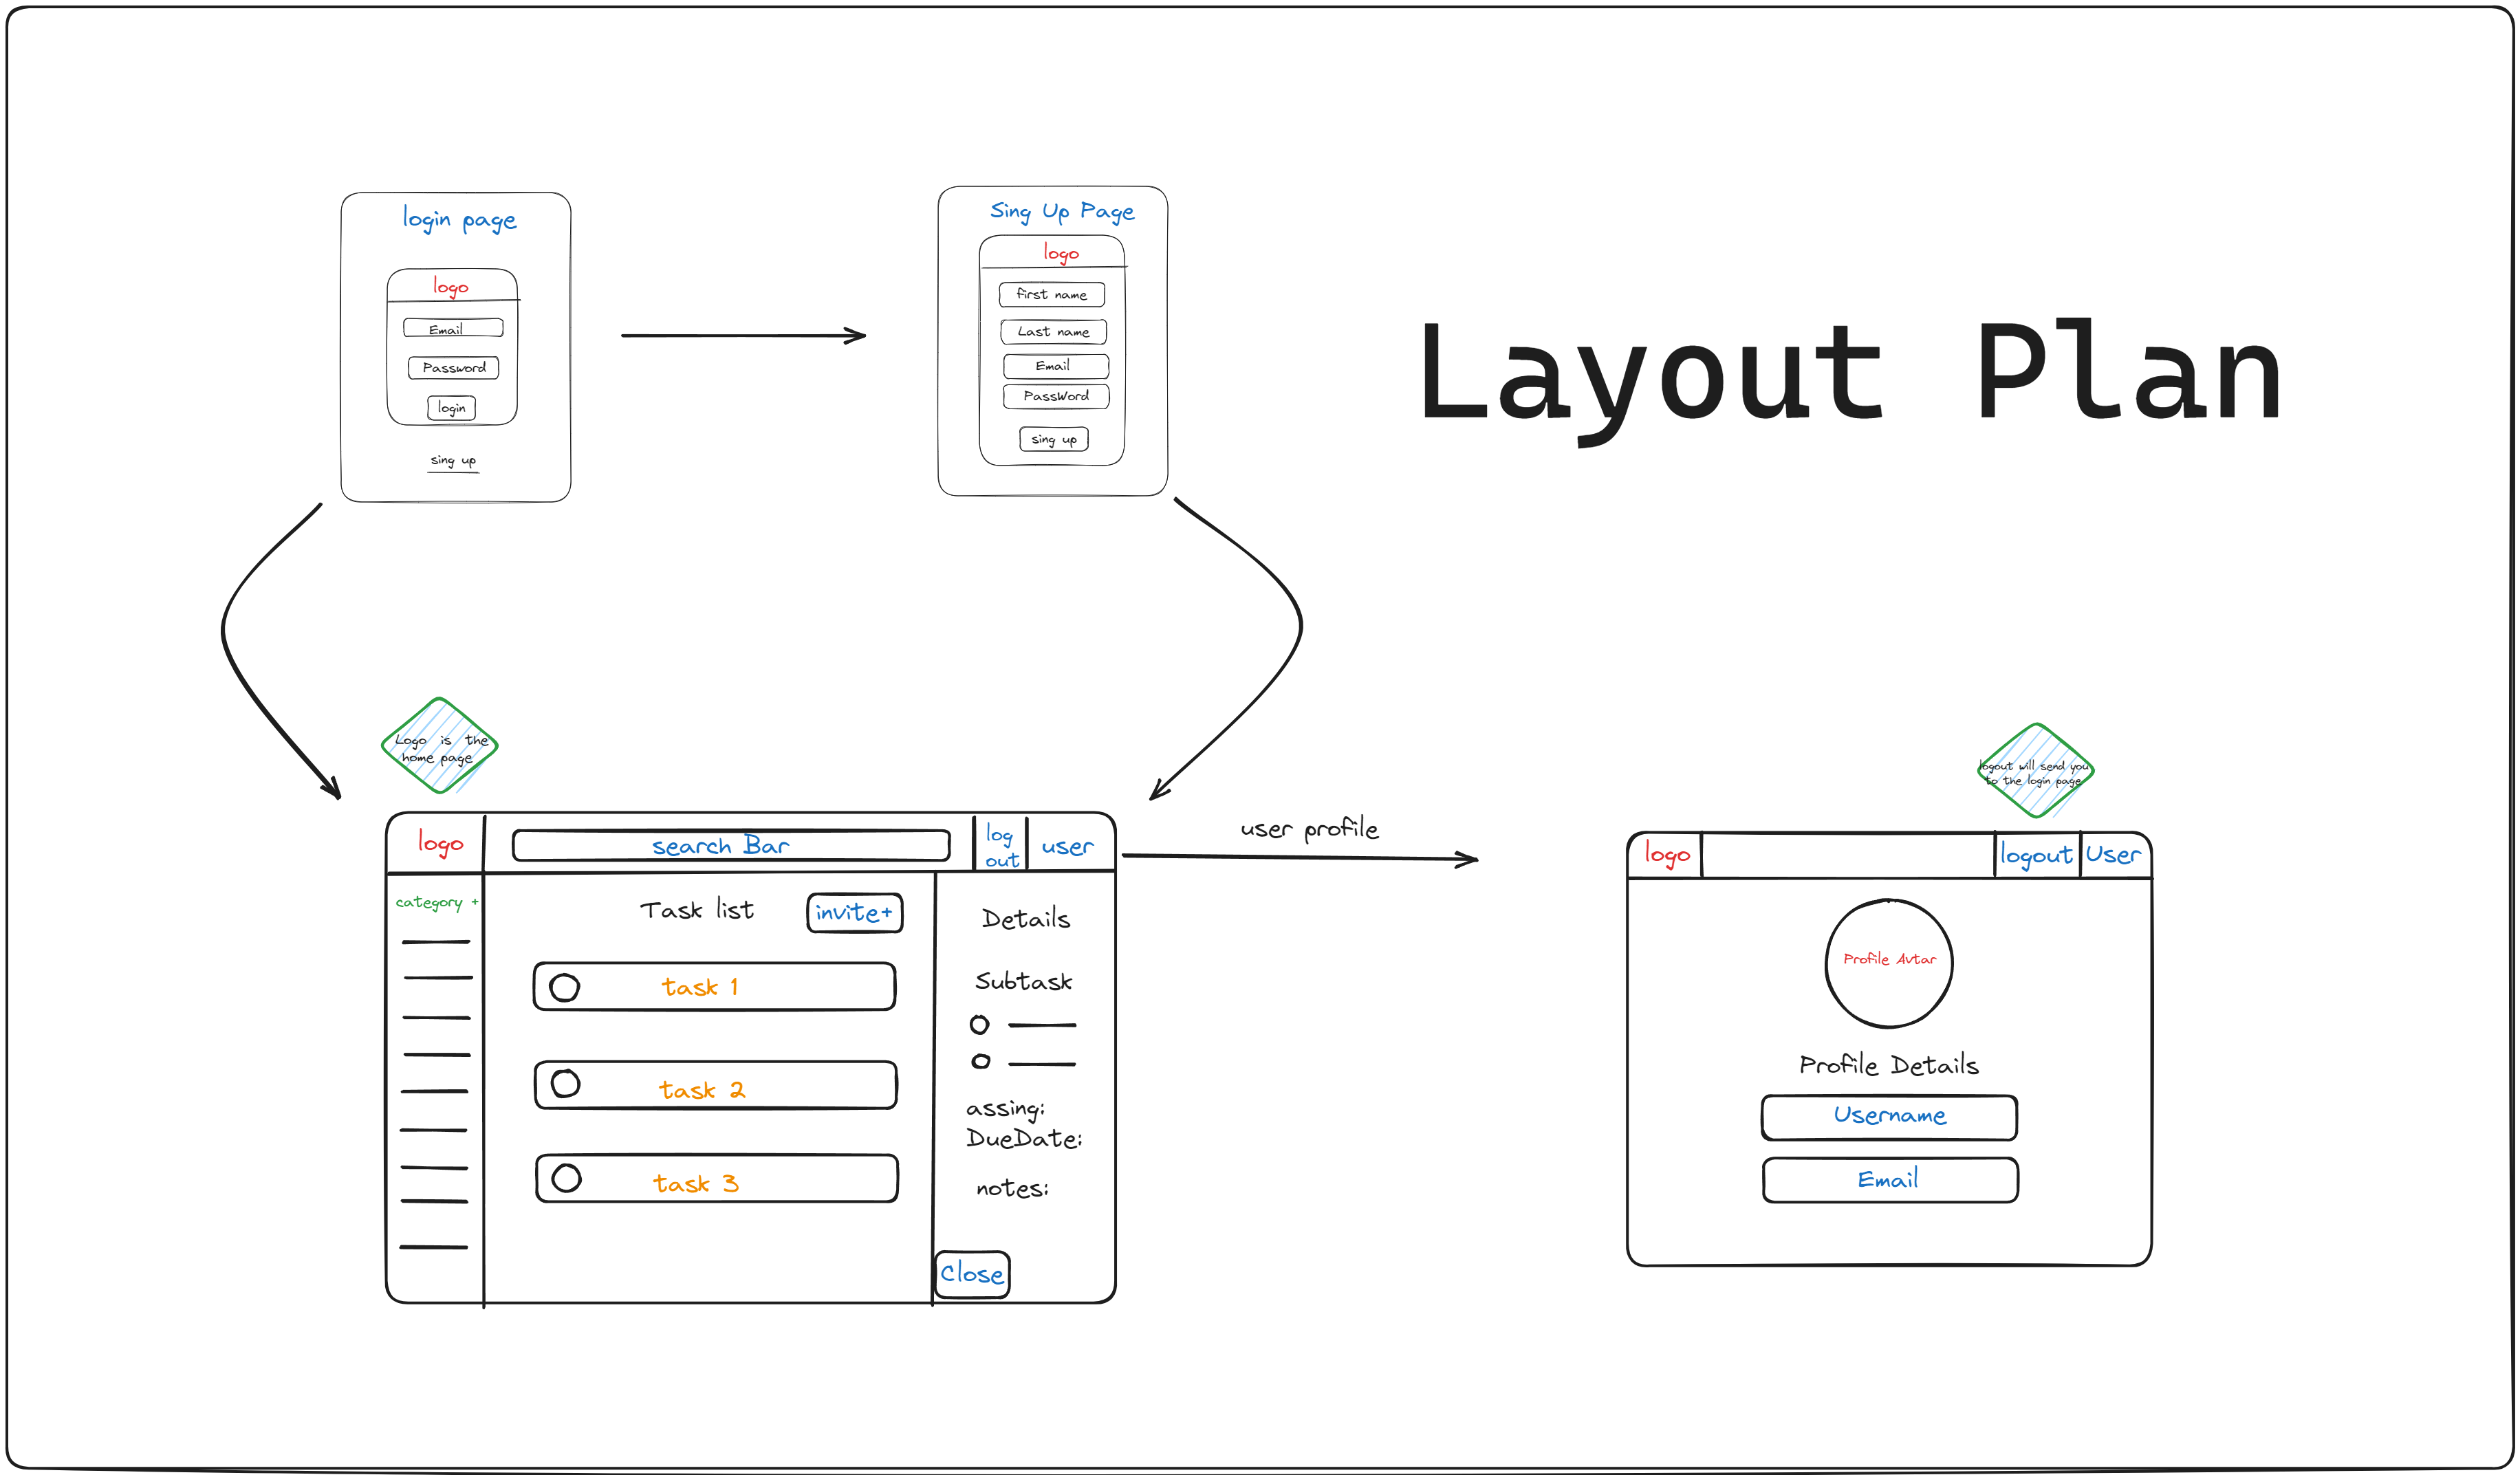 login page
logo
Email
Password
login
sing up
Sing Up Page
logo
first name
Last name
Email
PassWord
sing up
Layout Plan
Logo is the
home page
logo
search Bar
log
out
user
category +
Task list
invite+
task 1
task 2
task 3
Details
Subtask
assing:
DueDate:
notes:
Close
user profile
logout will send you
to the login page
logo
logout
User
Profile Avtar
Profile Details
Username
Email